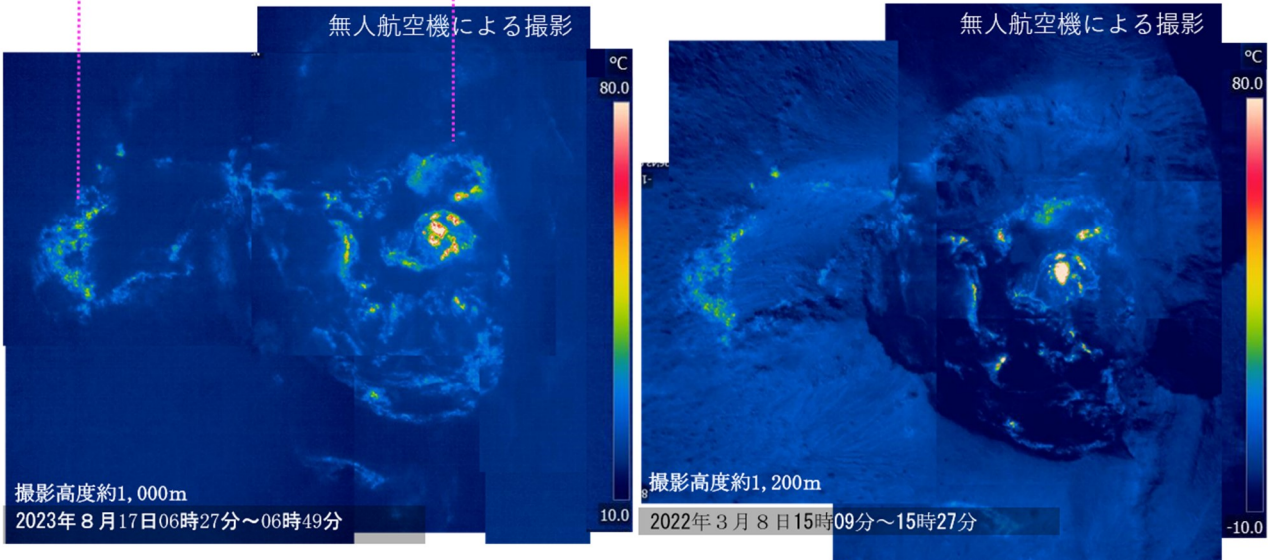 無人航空機による撮影
℃
80.0
10.0
撮影高度約1,000m
2023年８月17日06時27分～06時49分
無人航空機による撮影
℃
80.0
-10.0
撮影高度約1,200m
2022年３月８日15時09分～15時27分